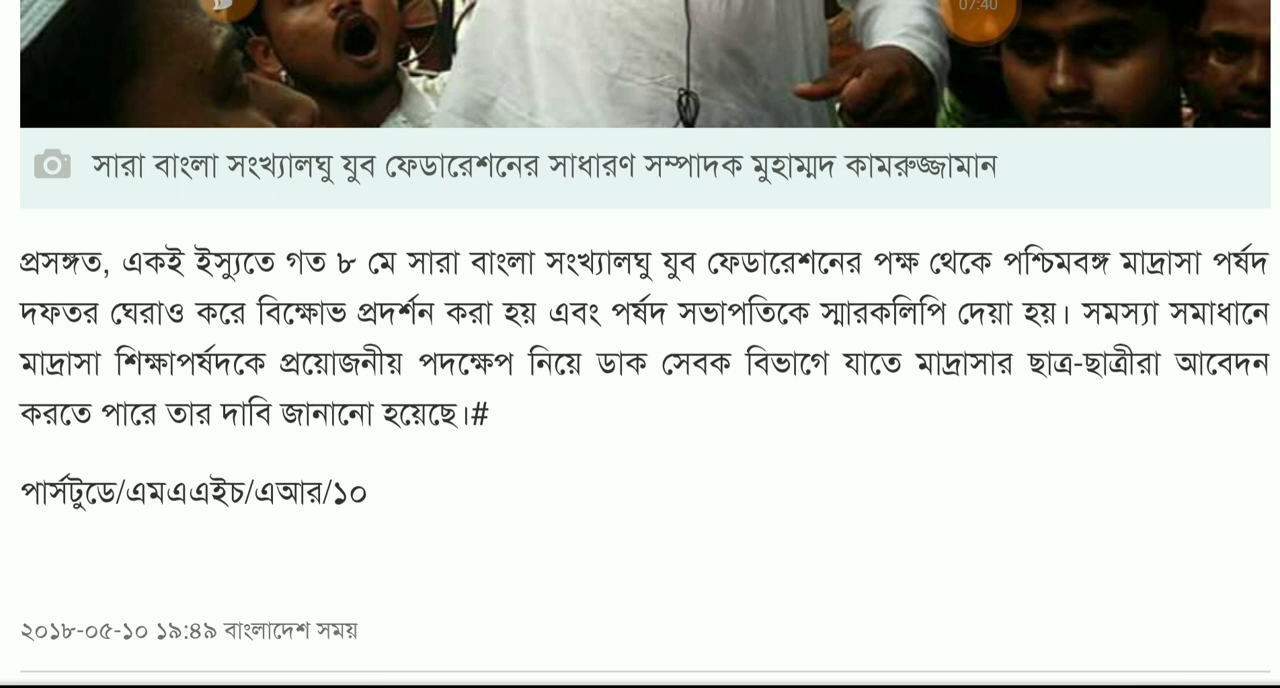 07:40
সারা বাংলা সংখ্যালঘু যুব ফেডারেশনের সাধারণ সম্পাদক মুহাম্মদ কামরুজ্জামান
প্রসঙ্গত, একই ইস্যুতে গত ৮ মে সারা বাংলা সংখ্যালঘু যুব ফেডারেশনের পক্ষ থেকে পশ্চিমবঙ্গ মাদ্রাসা পর্ষদ
দফতর ঘেরাও করে বিক্ষোভ প্রদর্শন করা হয় এবং পর্ষদ সভাপতিকে স্মারকলিপি দেয়া হয়। সমস্যা সমাধানে
মাদ্রাসা শিক্ষাপর্ষদকে প্রয়োজনীয় পদক্ষেপ নিয়ে ডাক সেবক বিভাগে যাতে মাদ্রাসার ছাত্র-ছাত্রীরা আবেদন
করতে পারে তার দাবি জানানো হয়েছে।#
পার্সটুডে/এমএএইচ/এআর/১০
২০১৮-০৫-১০ ১৯:৪৯ বাংলাদেশ সময়